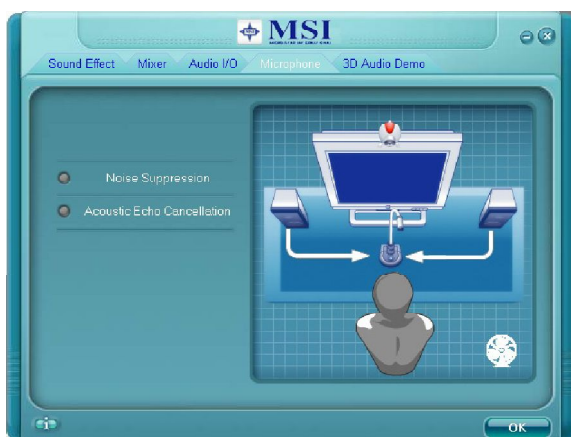 MSI
Sound Effect Mixer Audio I/O Microphone 3D Audio Demo
Noise Suppression
Acoustic Echo Cancellation
i
OK